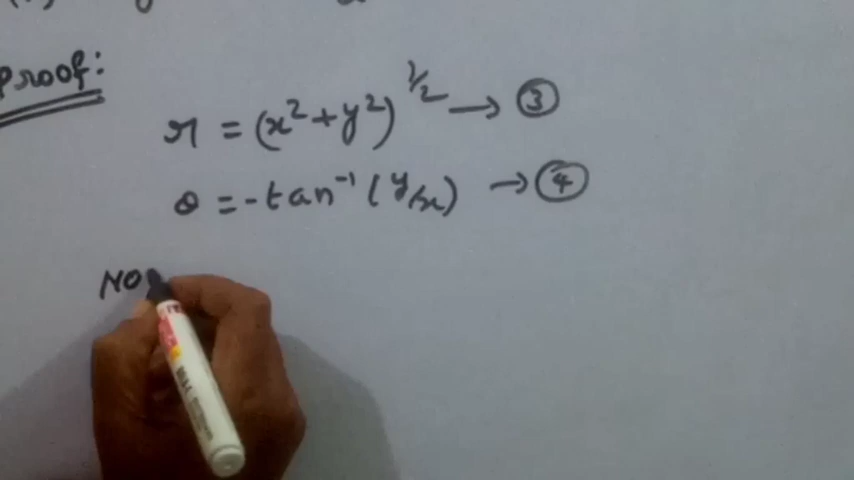 Proof:
r = (x² + y²)^1/2 → ③
θ = -tan⁻¹ (y/x) → ④
NO